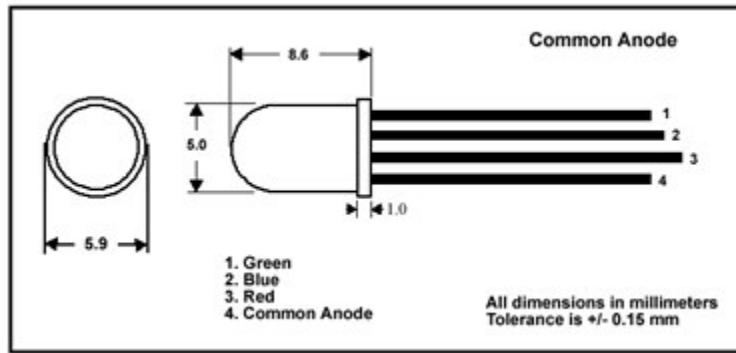 Common Anode
8.6
5.0
5.9
1.0
1
2
3
4
1. Green
2. Blue
3. Red
4. Common Anode
All dimensions in millimeters
Tolerance is +/- 0.15 mm